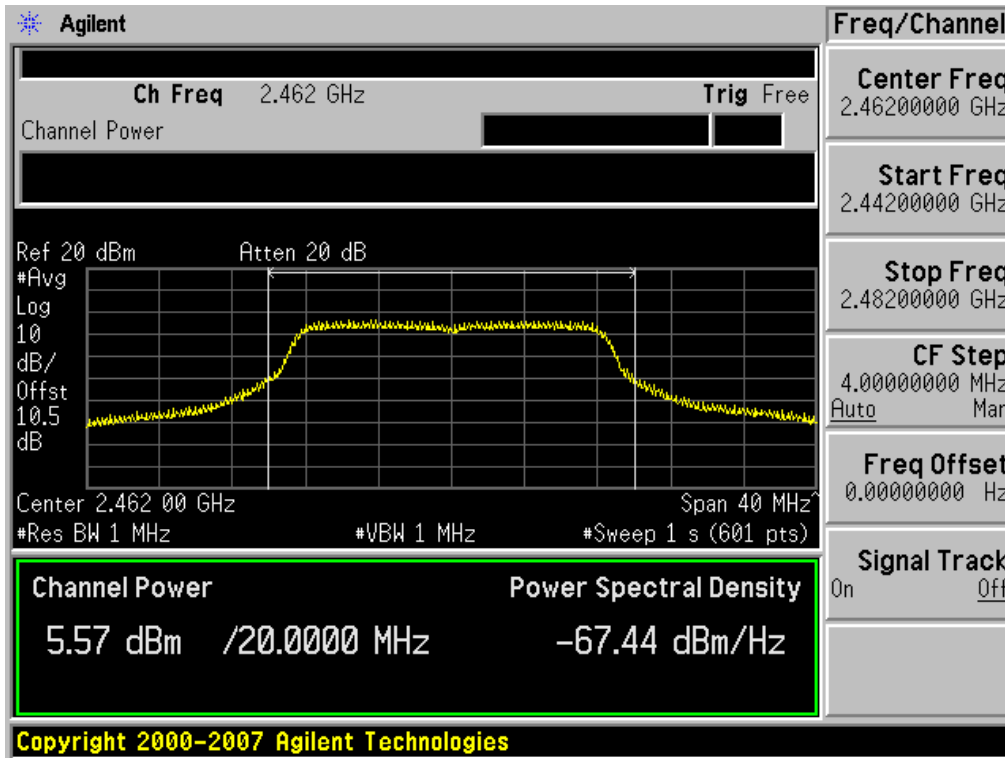 Agilent
Freq/Channel
Ch Freq 2.462 GHz Trig Free
Channel Power
Center Freq
2.46200000 GHz
Start Freq
2.44200000 GHz
Stop Freq
2.48200000 GHz
CF Step
4.00000000 MHz
Auto Man
Freq Offset
0.00000000 Hz
Signal Track
On Off
Ref 20 dBm Atten 20 dB
#Avg
Log
10
dB/
Offst
10.5
dB
Center 2.462 00 GHz Span 40 MHz^
#Res BW 1 MHz #VBW 1 MHz #Sweep 1 s (601 pts)
Channel Power Power Spectral Density
5.57 dBm /20.0000 MHz -67.44 dBm/Hz
Copyright 2000-2007 Agilent Technologies